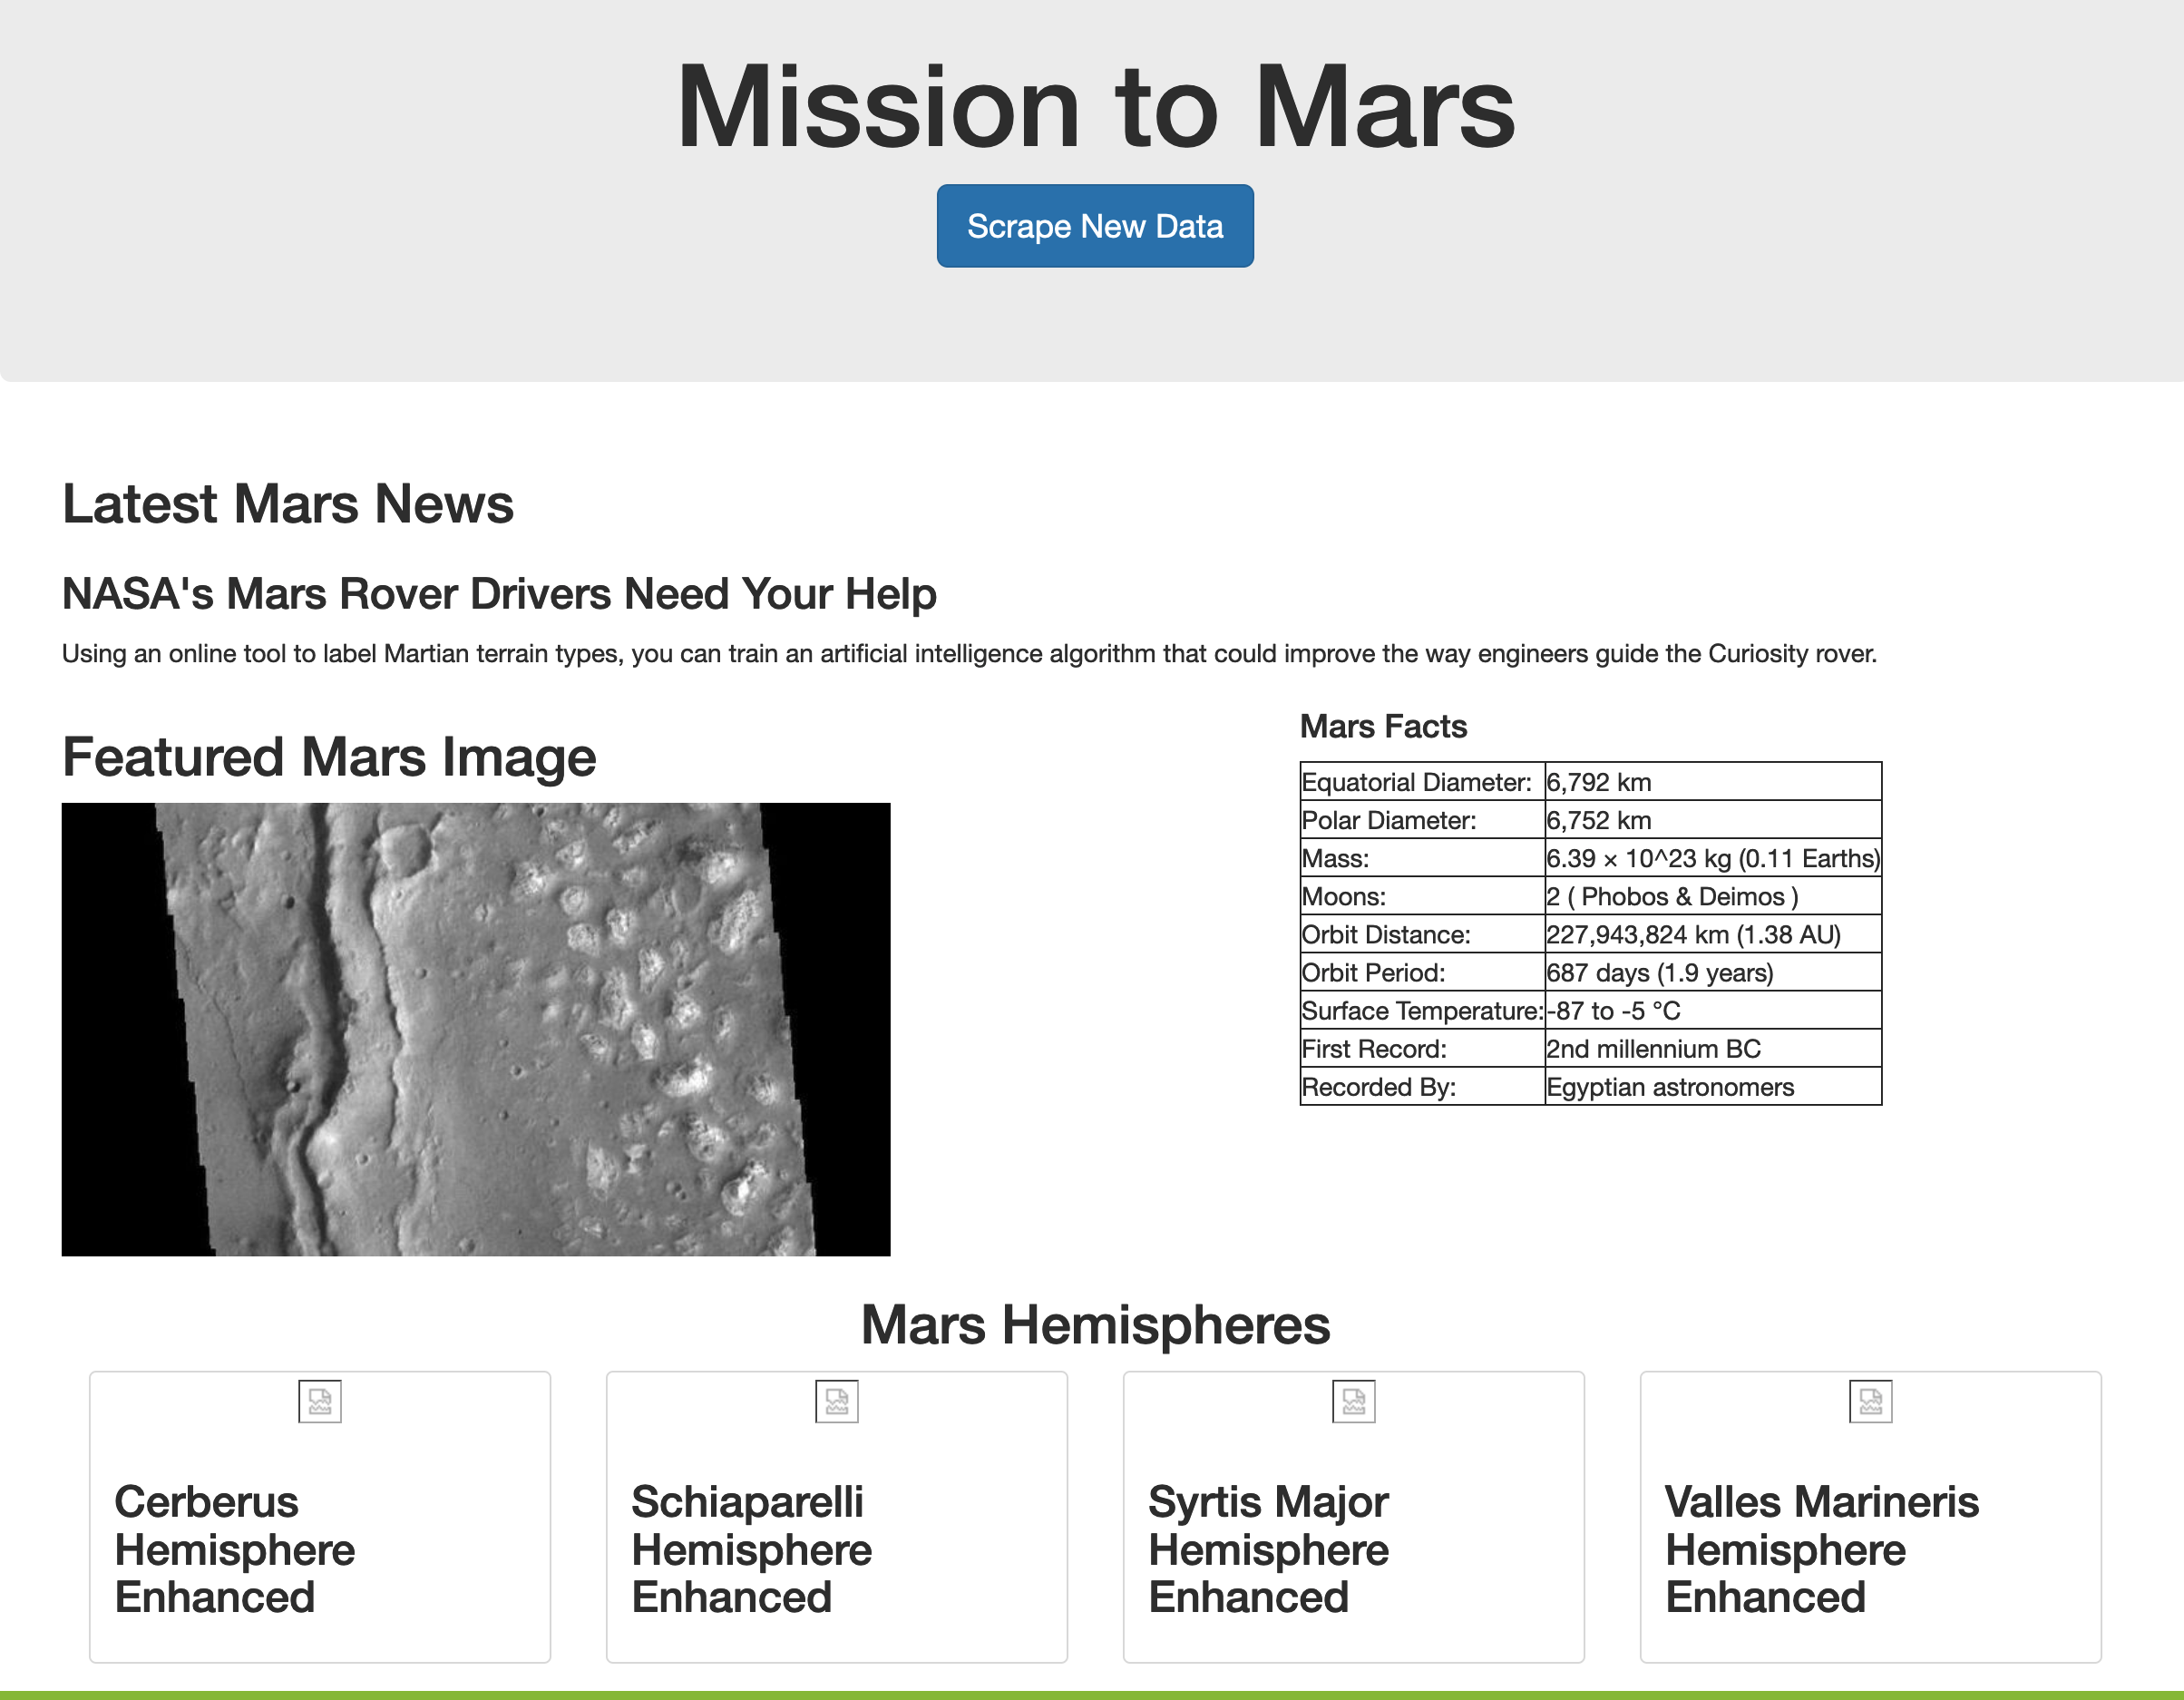 Mission to Mars
Scrape New Data
Latest Mars News
NASA's Mars Rover Drivers Need Your Help
Using an online tool to label Martian terrain types, you can train an artificial intelligence algorithm that could improve the way engineers guide the Curiosity rover.
Featured Mars Image
Mars Facts
Equatorial Diameter: 6,792 km
Polar Diameter: 6,752 km
Mass: 6.39 × 10^23 kg (0.11 Earths)
Moons: 2 ( Phobos & Deimos )
Orbit Distance: 227,943,824 km (1.38 AU)
Orbit Period: 687 days (1.9 years)
Surface Temperature: -87 to -5 °C
First Record: 2nd millennium BC
Recorded By: Egyptian astronomers
Mars Hemispheres
Cerberus
Hemisphere
Enhanced
Schiaparelli
Hemisphere
Enhanced
Syrtis Major
Hemisphere
Enhanced
Valles Marineris
Hemisphere
Enhanced